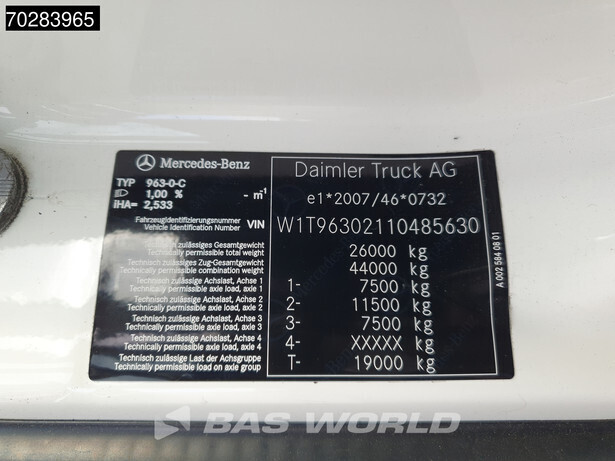 70283965
Mercedes-Benz
TYP 963-0-C
1,00 % - m⁻¹
iHA= 2,533
Fahrzeugidentifizierungsnummer
Vehicle Identification Number VIN
Daimler Truck AG
e1*2007/46*0732
W1T96302110485630
Technisch zulässiges Gesamtgewicht
Technically permissible total weight 26000 kg
Technisch zulässiges Zug-Gesamtgewicht
Technically permissible combination weight 44000 kg
Technisch zulässige Achslast, Achse 1
Technically permissible axle load, axle 1 1- 7500 kg
Technisch zulässige Achslast, Achse 2
Technically permissible axle load, axle 2 2- 11500 kg
Technisch zulässige Achslast, Achse 3
Technically permissible axle load, axle 3 3- 7500 kg
Technisch zulässige Achslast, Achse 4
Technically permissible axle load, axle 4 4- XXXXX kg
Technisch zulässige Last der Achsgruppe
Technically permissible load on axle group T- 19000 kg
A 002 584 08 01
BAS WORLD